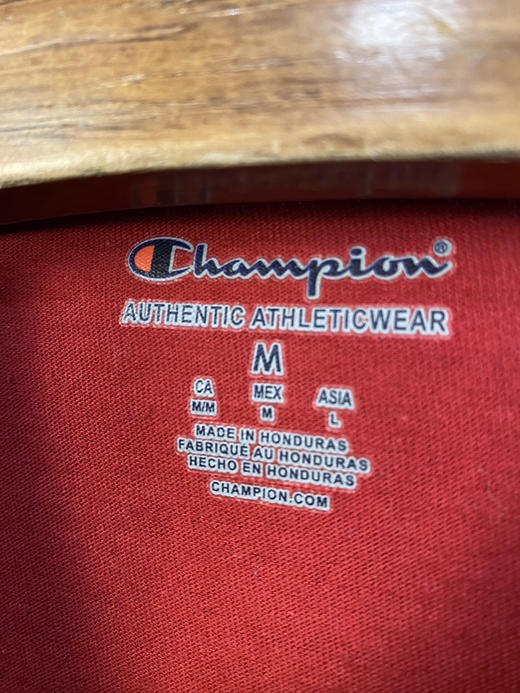 Champion®
AUTHENTIC ATHLETICWEAR
M
CA MEX ASIA
M/M M L
MADE IN HONDURAS
FABRIQUÉ AU HONDURAS
HECHO EN HONDURAS
CHAMPION.COM